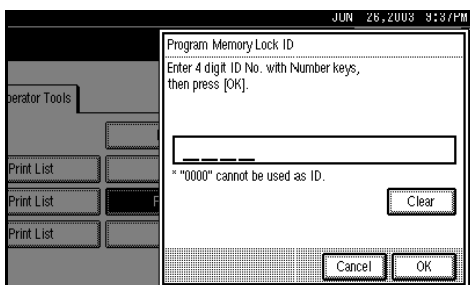 JUN 26,2003 9:37PM
Program Memory Lock ID
Enter 4 digit ID No. with Number keys,
then press [OK].
perator Tools
Print List
* "0000" cannot be used as ID.
Print List
Clear
Print List
Cancel
OK